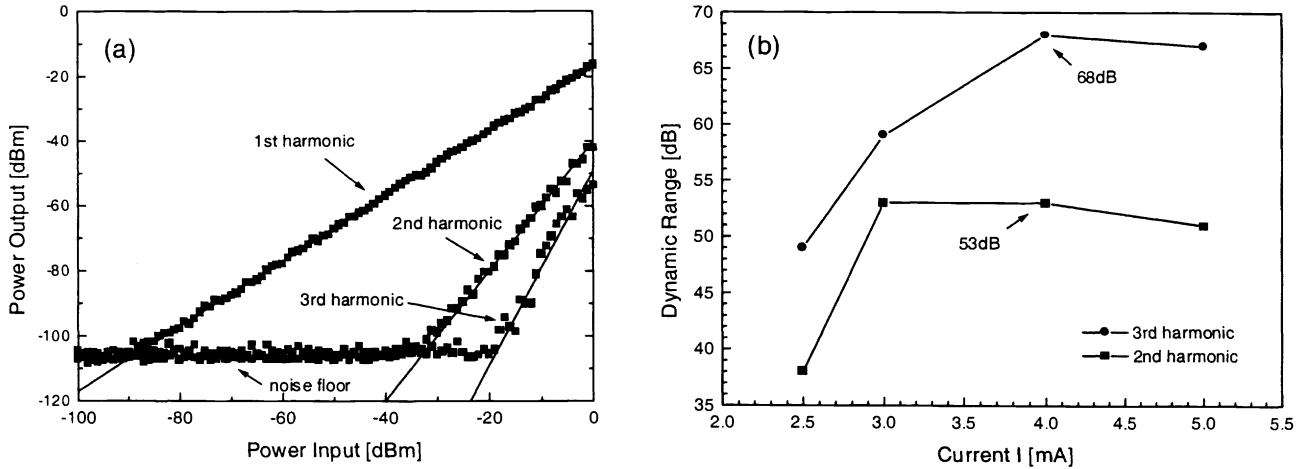 (a)
Power Output [dBm]
0
-20
-40
-60
-80
-100
-120
1st harmonic
2nd harmonic
3rd harmonic
noise floor
-100
-80
-60
-40
-20
0
Power Input [dBm]
(b)
Dynamic Range [dB]
70
65
60
55
50
45
40
35
68dB
53dB
3rd harmonic
2nd harmonic
2.0
2.5
3.0
3.5
4.0
4.5
5.0
5.5
Current I [mA]